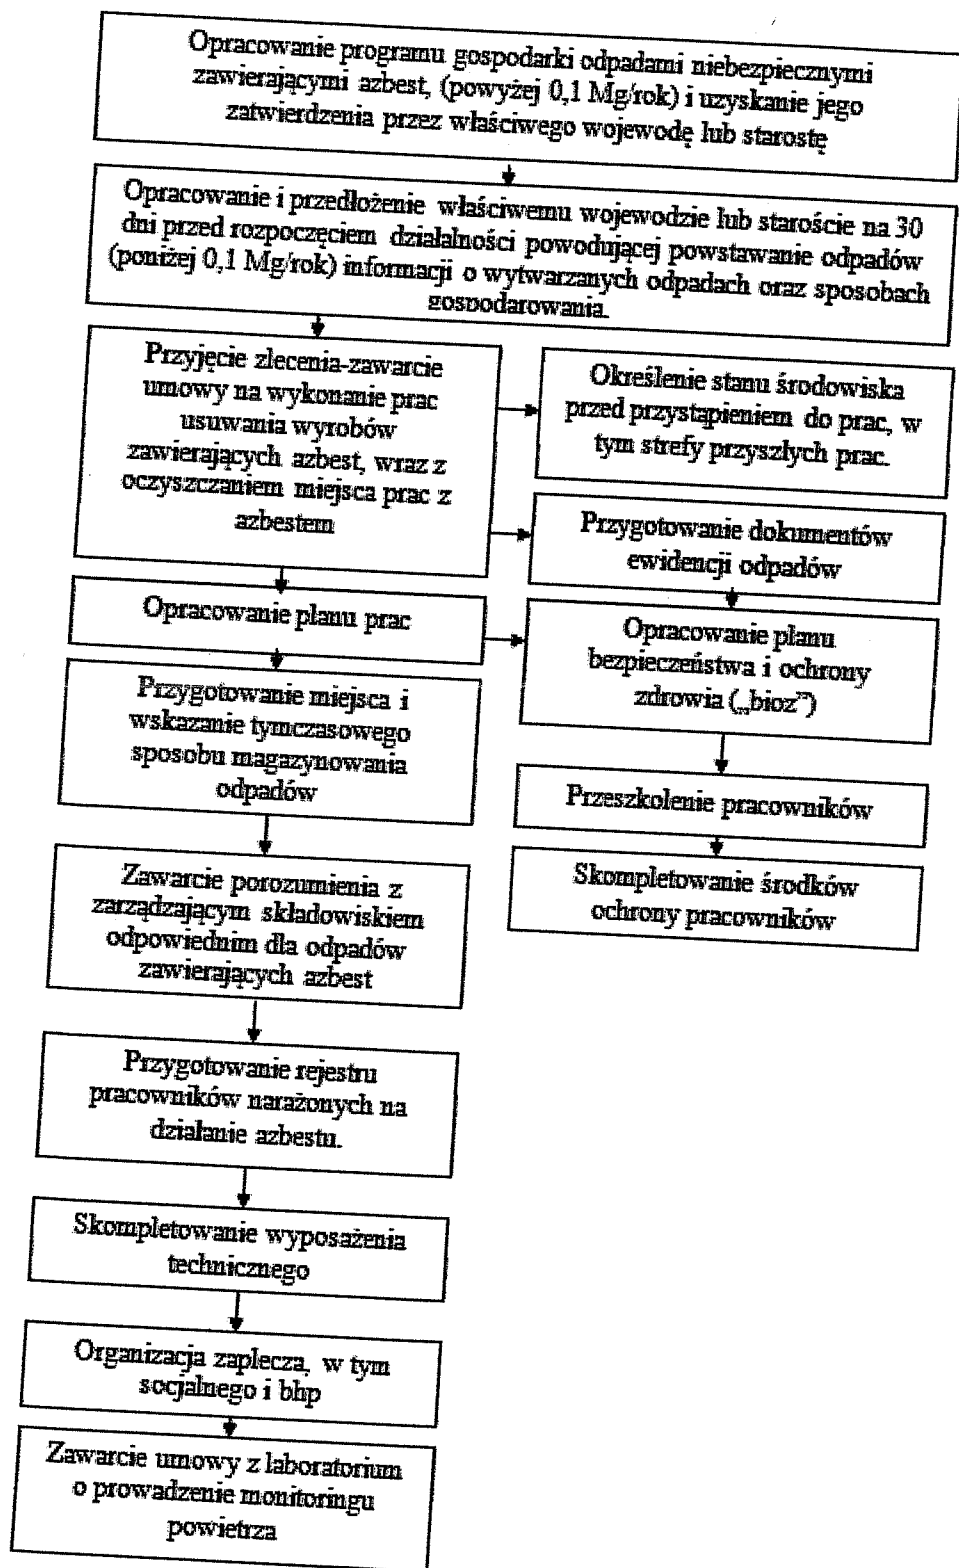 Opracowanie programu gospodarki odpadami niebezpiecznymi
zawierającymi azbest, (powyżej 0,1 Mg/rok) i uzyskanie jego
zatwierdzenia przez właściwego wojewodę lub starostę
Opracowanie i przedłożenie właściwemu wojewodzie lub staroście na 30
dni przed rozpoczęciem działalności powodującej powstawanie odpadów
(poniżej 0,1 Mg/rok) informacji o wytwarzanych odpadach oraz sposobach
gospodarowania.
Przyjęcie zlecenia-zawarcie
umowy na wykonanie prac
usuwania wyrobów
zawierających azbest, wraz z
oczyszczaniem miejsca prac z
azbestem
Określenie stanu środowiska
przed przystąpieniem do prac, w
tym strefy przyszłych prac.
Przygotowanie dokumentów
ewidencji odpadów
Opracowanie planu prac
Opracowanie planu
bezpieczeństwa i ochrony
zdrowia („bioz”)
Przygotowanie miejsca i
wskazanie tymczasowego
sposobu magazynowania
odpadów
Przeszkolenie pracowników
Zawarcie porozumienia z
zarządzającym składowiskiem
odpowiednim dla odpadów
zawierających azbest
Skompletowanie środków
ochrony pracowników
Przygotowanie rejestru
pracowników narażonych na
działanie azbestu.
Skompletowanie wyposażenia
technicznego
Organizacja zaplecza, w tym
socjalnego i bhp
Zawarcie umowy z laboratorium
o prowadzenie monitoringu
powietrza